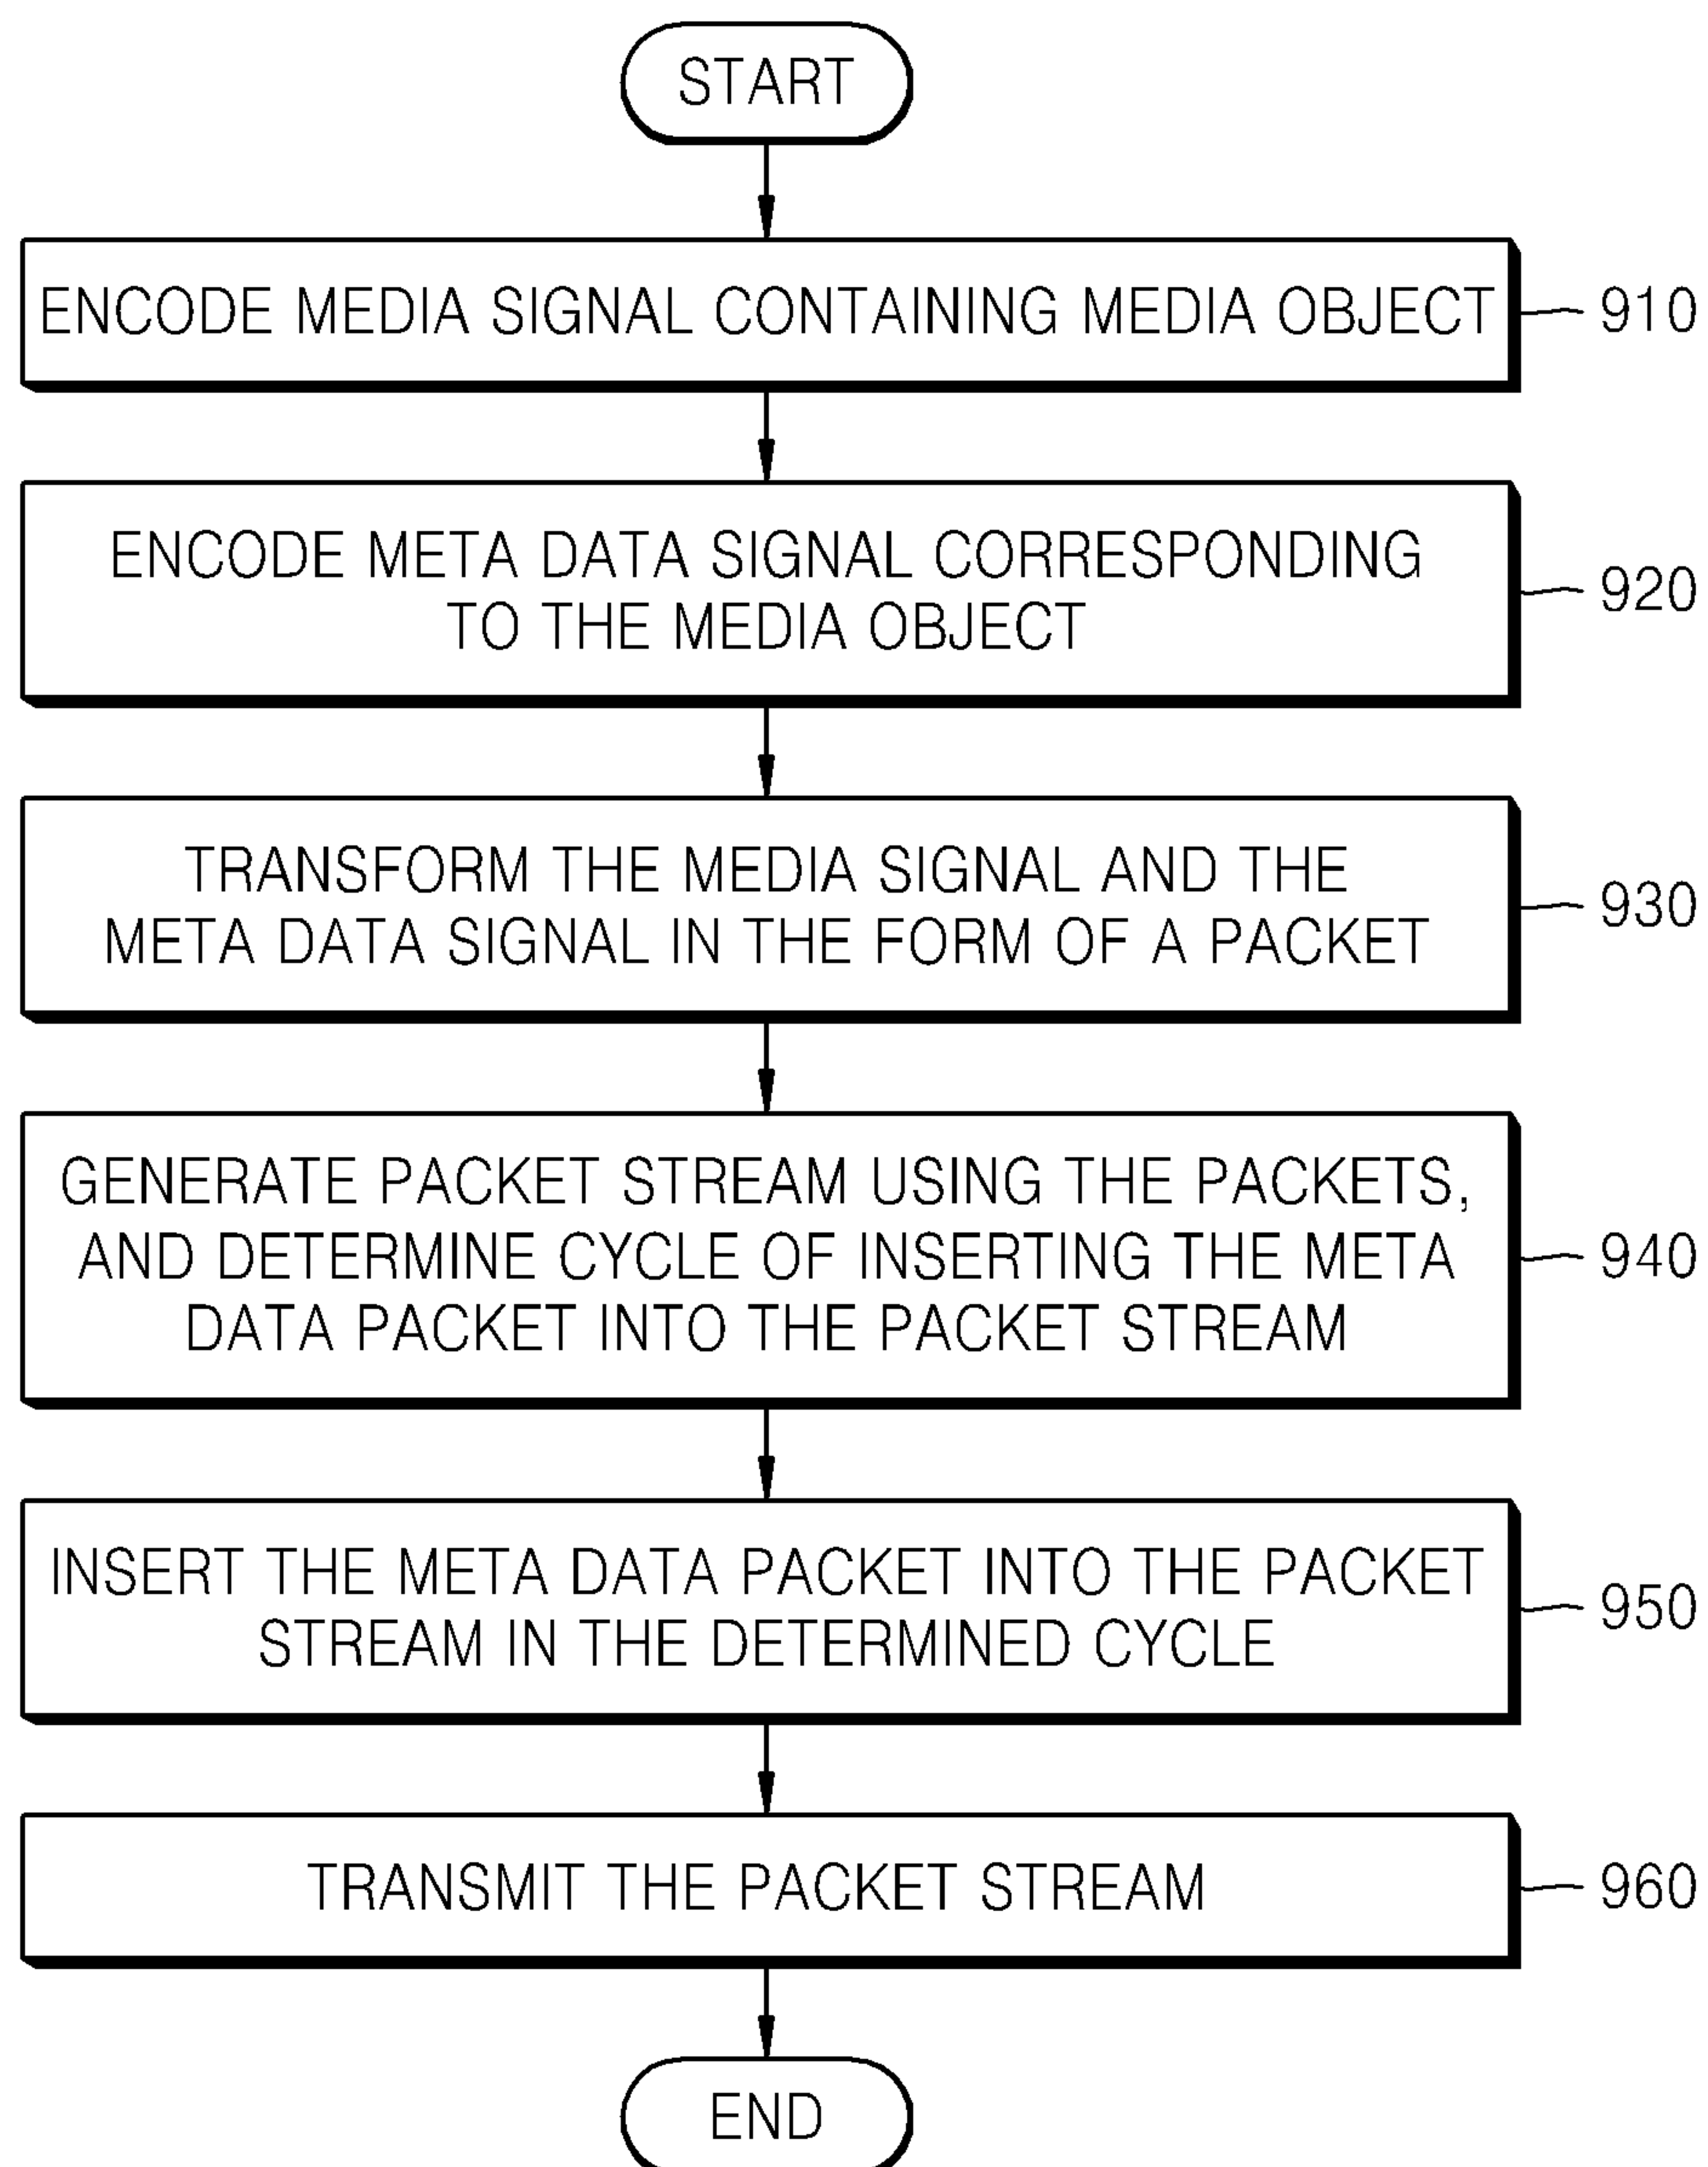 START
ENCODE MEDIA SIGNAL CONTAINING MEDIA OBJECT
910
ENCODE META DATA SIGNAL CORRESPONDING
TO THE MEDIA OBJECT
920
TRANSFORM THE MEDIA SIGNAL AND THE
META DATA SIGNAL IN THE FORM OF A PACKET
930
GENERATE PACKET STREAM USING THE PACKETS,
AND DETERMINE CYCLE OF INSERTING THE META
DATA PACKET INTO THE PACKET STREAM
940
INSERT THE META DATA PACKET INTO THE PACKET
STREAM IN THE DETERMINED CYCLE
950
TRANSMIT THE PACKET STREAM
960
END